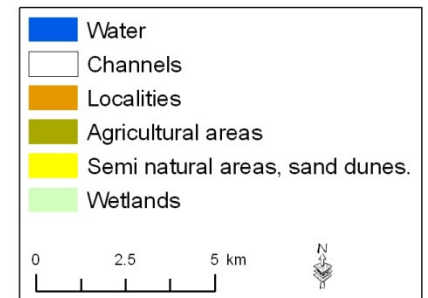 Water
Channels
Localities
Agricultural areas
Semi natural areas, sand dunes.
Wetlands
0 2.5 5 km
N